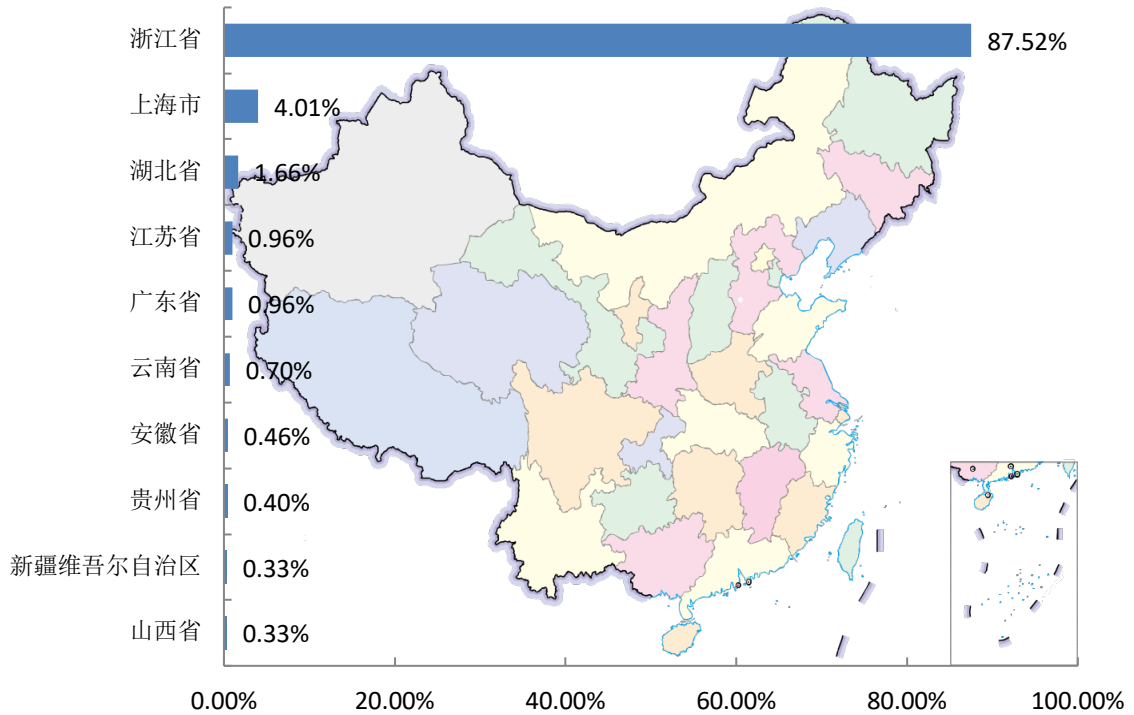 浙江省 87.52%
上海市 4.01%
湖北省 1.66%
江苏省 0.96%
广东省 0.96%
云南省 0.70%
安徽省 0.46%
贵州省 0.40%
新疆维吾尔自治区 0.33%
山西省 0.33%
0.00% 20.00% 40.00% 60.00% 80.00% 100.00%